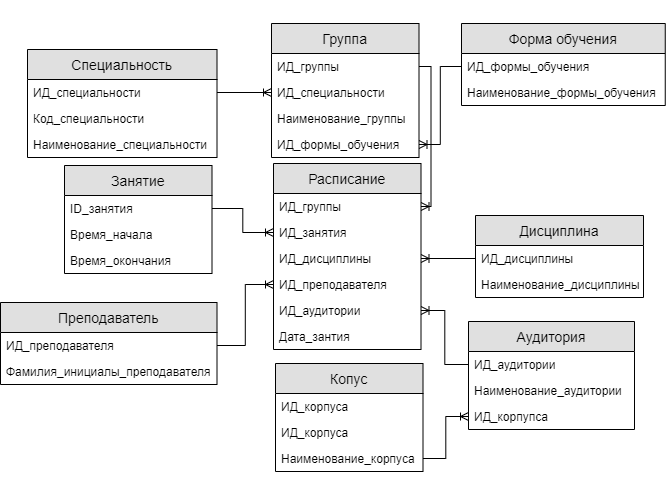 Группа
ИД_группы
ИД_специальности
Наименование_группы
ИД_формы_обучения
Форма обучения
ИД_формы_обучения
Наименование_формы_обучения
Специальность
ИД_специальности
Код_специальности
Наименование_специальности
Занятие
ID_занятия
Время_начала
Время_окончания
Расписание
ИД_группы
ИД_занятия
ИД_дисциплины
ИД_преподавателя
ИД_аудитории
Дата_зантия
Дисциплина
ИД_дисциплины
Наименование_дисциплины
Преподаватель
ИД_преподавателя
Фамилия_инициалы_преподавателя
Аудитория
ИД_аудитории
Наименование_аудитории
ИД_корпупса
Копус
ИД_корпуса
ИД_корпуса
Наименование_корпуса